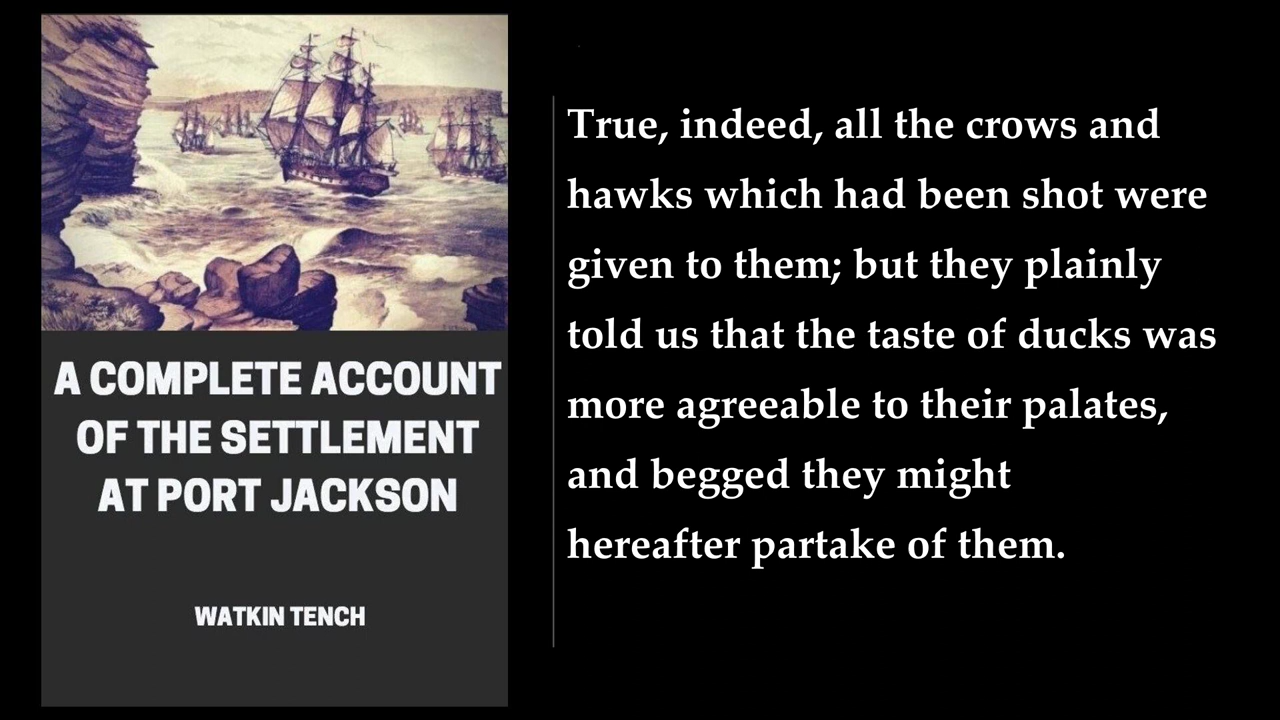 A COMPLETE ACCOUNT
OF THE SETTLEMENT
AT PORT JACKSON
WATKIN TENCH
True, indeed, all the crows and
hawks which had been shot were
given to them; but they plainly
told us that the taste of ducks was
more agreeable to their palates,
and begged they might
hereafter partake of them.